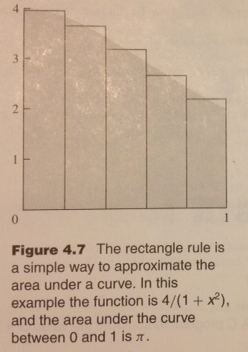 4
3
2
1
0 1
Figure 4.7 The rectangle rule is
a simple way to approximate the
area under a curve. In this
example the function is 4/(1 + x²),
and the area under the curve
between 0 and 1 is π.